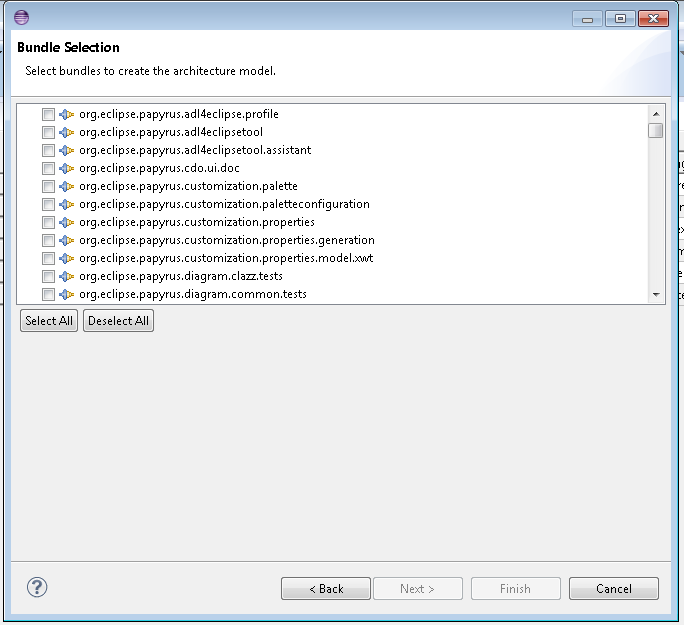 Bundle Selection
Select bundles to create the architecture model.
org.eclipse.papyrus.adl4eclipse.profile
org.eclipse.papyrus.adl4eclipsetool
org.eclipse.papyrus.adl4eclipsetool.assistant
org.eclipse.papyrus.cdo.ui.doc
org.eclipse.papyrus.customization.palette
org.eclipse.papyrus.customization.paletteconfiguration
org.eclipse.papyrus.customization.properties
org.eclipse.papyrus.customization.properties.generation
org.eclipse.papyrus.customization.properties.model.xwt
org.eclipse.papyrus.diagram.clazz.tests
org.eclipse.papyrus.diagram.common.tests
Select All Deselect All
? < Back Next > Finish Cancel